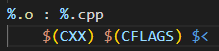 %.o : %.cpp
$(CXX) $(CFLAGS) $<